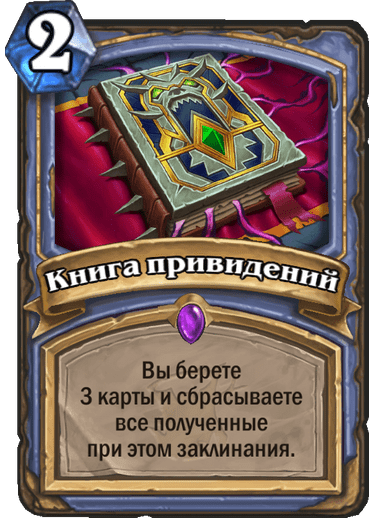 2
Книга привидений
Вы берете
3 карты и сбрасываете
все полученные
при этом заклинания.